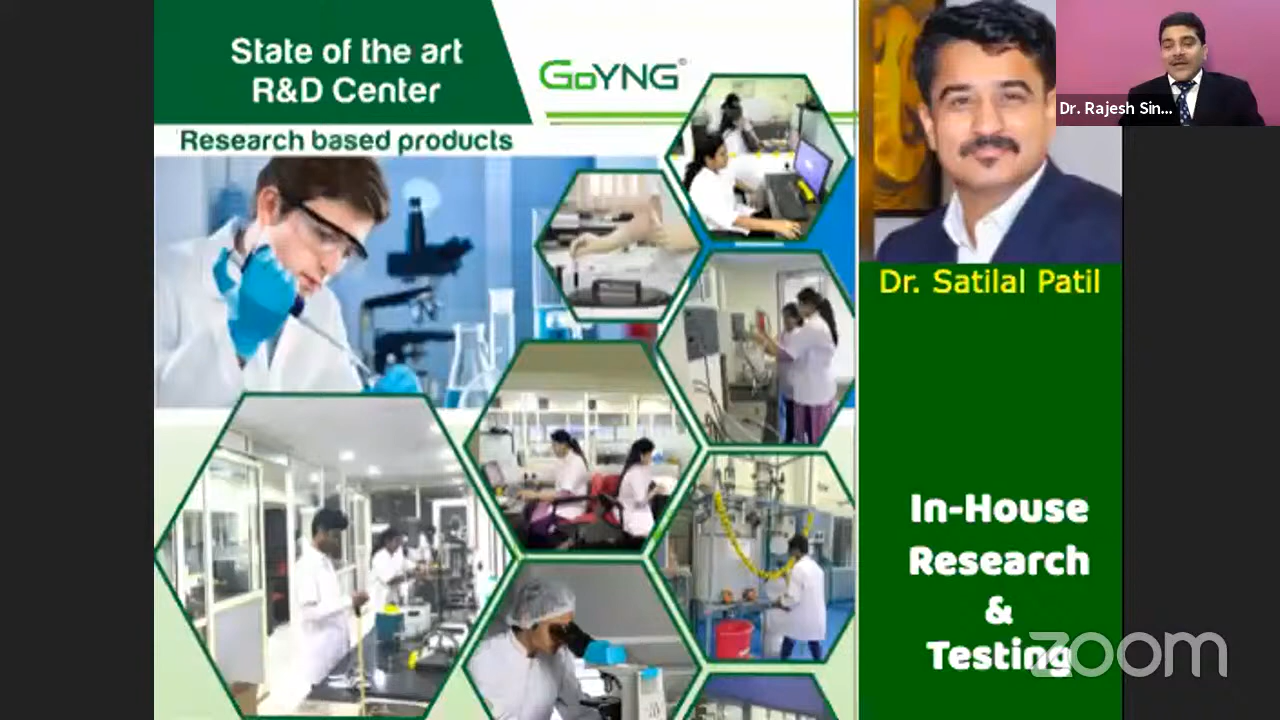 State of the art
R&D Center
GoYNG®
Research based products
Dr. Rajesh Sin...
Dr. Satilal Patil
In-House
Research
&
Testing
zoom